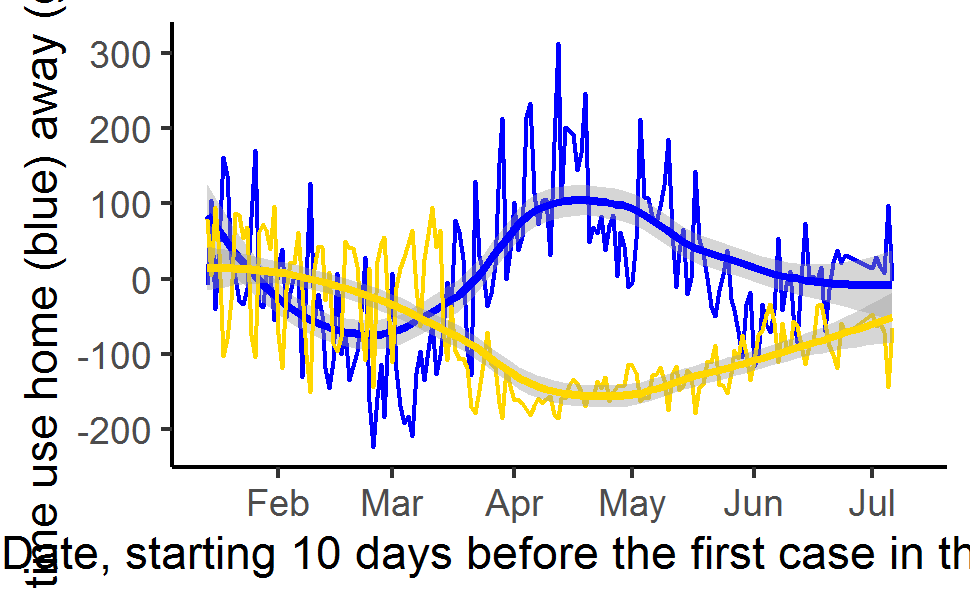 time use home (blue) away (
300
200
100
0
-100
-200
Feb Mar Apr May Jun Jul
Date, starting 10 days before the first case in th